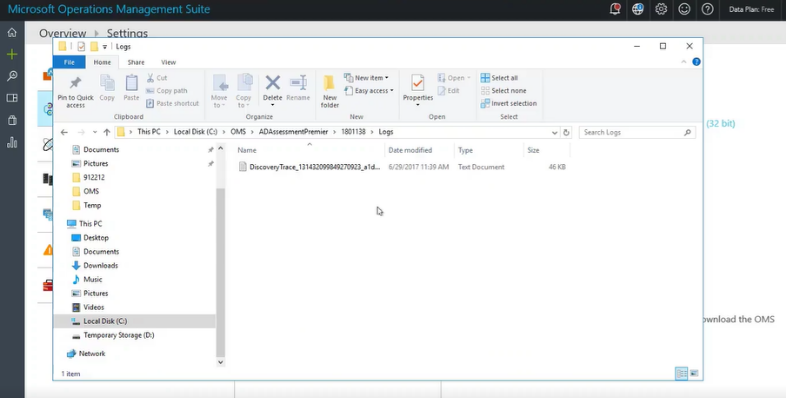 Microsoft Operations Management Suite
Data Plan: Free
Overview ▸ Settings
Logs
File Home Share View
Pin to Quick access
Copy
Paste
Cut
Copy path
Paste shortcut
Clipboard
Move to
Copy to
Delete
Rename
Organize
New folder
New item
Easy access
New
Properties
Open
Edit
Open
Select all
Select none
Invert selection
Select
This PC > Local Disk (C:) > OMS > ADAssessmentPremier > 1801138 > Logs
Search Logs
Documents
Pictures
912212
OMS
Temp
This PC
Desktop
Documents
Downloads
Music
Pictures
Videos
Local Disk (C:)
Temporary Storage (D:)
Network
Name Date modified Type Size
DiscoveryTrace_131432099849270923_a1d... 6/29/2017 11:39 AM Text Document 46 KB
(32 bit)
ownload the OMS
1 item